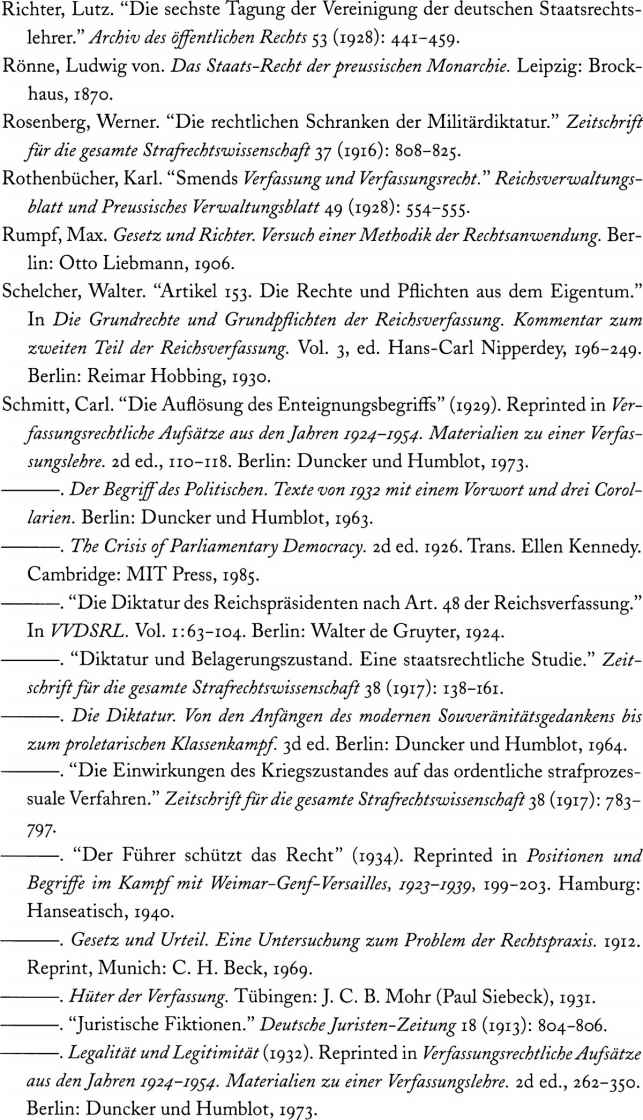 Richter, Lutz. “Die sechste Tagung der Vereinigung der deutschen Staatsrechts-
lehrer.” Archiv des öffentlichen Rechts 53 (1928): 441–459.
Rönne, Ludwig von. Das Staats-Recht der preussischen Monarchie. Leipzig: Brock-
haus, 1870.
Rosenberg, Werner. “Die rechtlichen Schranken der Militärdiktatur.” Zeitschrift
für die gesamte Strafrechtswissenschaft 37 (1916): 808–825.
Rothenbücher, Karl. “Smends Verfassung und Verfassungsrecht.” Reichsverwaltungs-
blatt und Preussisches Verwaltungsblatt 49 (1928): 554–555.
Rumpf, Max. Gesetz und Richter. Versuch einer Methodik der Rechtsanwendung. Ber-
lin: Otto Liebmann, 1906.
Schelcher, Walter. “Artikel 153. Die Rechte und Pflichten aus dem Eigentum.”
In Die Grundrechte und Grundpflichten der Reichsverfassung. Kommentar zum
zweiten Teil der Reichsverfassung. Vol. 3, ed. Hans-Carl Nipperdey, 196–249.
Berlin: Reimar Hobbing, 1930.
Schmitt, Carl. “Die Auflösung des Enteignungsbegriffs” (1929). Reprinted in Ver-
fassungsrechtliche Aufsätze aus den Jahren 1924–1954. Materialien zu einer Verfas-
sungslehre. 2d ed., 110–118. Berlin: Duncker und Humblot, 1973.
———. Der Begriff des Politischen. Texte von 1932 mit einem Vorwort und drei Corol-
larien. Berlin: Duncker und Humblot, 1963.
———. The Crisis of Parliamentary Democracy. 2d ed. 1926. Trans. Ellen Kennedy.
Cambridge: MIT Press, 1985.
———. “Die Diktatur des Reichspräsidenten nach Art. 48 der Reichsverfassung.”
In VVDSRL. Vol. 1:63–104. Berlin: Walter de Gruyter, 1924.
———. “Diktatur und Belagerungszustand. Eine staatsrechtliche Studie.” Zeit-
schrift für die gesamte Strafrechtswissenschaft 38 (1917): 138–161.
———. Die Diktatur. Von den Anfängen des modernen Souveränitätsgedankens bis
zum proletarischen Klassenkampf. 3d ed. Berlin: Duncker und Humblot, 1964.
———. “Die Einwirkungen des Kriegszustandes auf das ordentliche strafprozes-
suale Verfahren.” Zeitschrift für die gesamte Strafrechtswissenschaft 38 (1917): 783–
797.
———. “Der Führer schützt das Recht” (1934). Reprinted in Positionen und
Begriffe im Kampf mit Weimar-Genf-Versailles, 1923–1939, 199–203. Hamburg:
Hanseatisch, 1940.
———. Gesetz und Urteil. Eine Untersuchung zum Problem der Rechtspraxis. 1912.
Reprint, Munich: C. H. Beck, 1969.
———. Hüter der Verfassung. Tübingen: J. C. B. Mohr (Paul Siebeck), 1931.
———. “Juristische Fiktionen.” Deutsche Juristen-Zeitung 18 (1913): 804–806.
———. Legalität und Legitimität (1932). Reprinted in Verfassungsrechtliche Aufsätze
aus den Jahren 1924–1954. Materialien zu einer Verfassungslehre. 2d ed., 262–350.
Berlin: Duncker und Humblot, 1973.